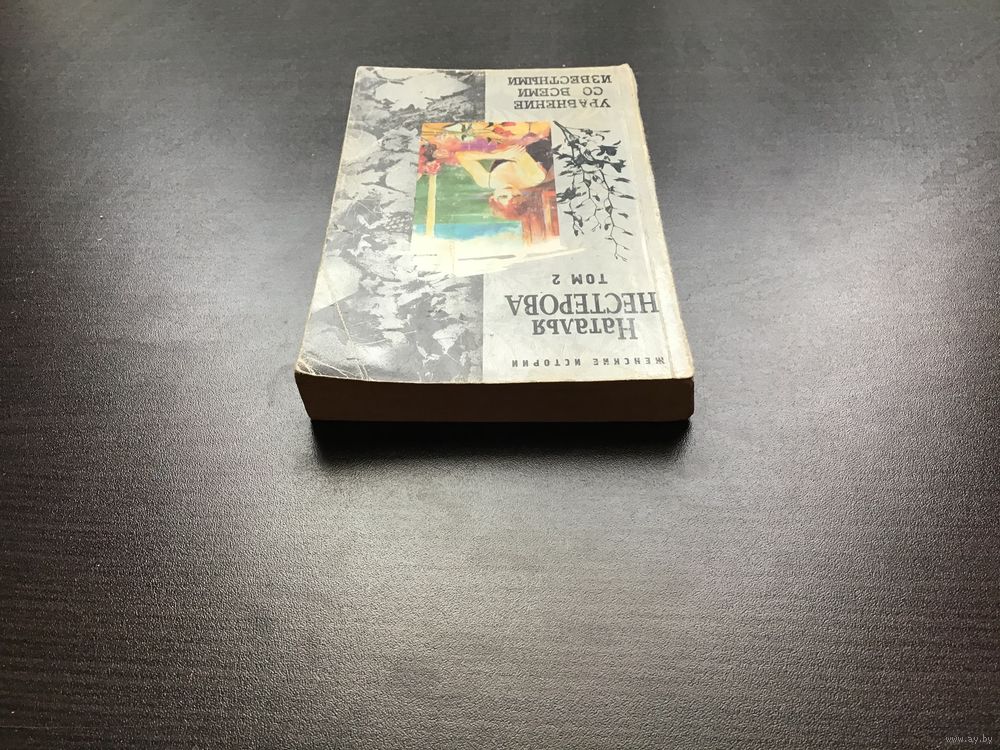 ЖЕНСКИЕ ИСТОРИИ
Наталья
НЕСТЕРОВА
ТОМ 2
УРАВНЕНИЕ
СО ВСЕМИ
ИЗВЕСТНЫМИ
www.ay.by